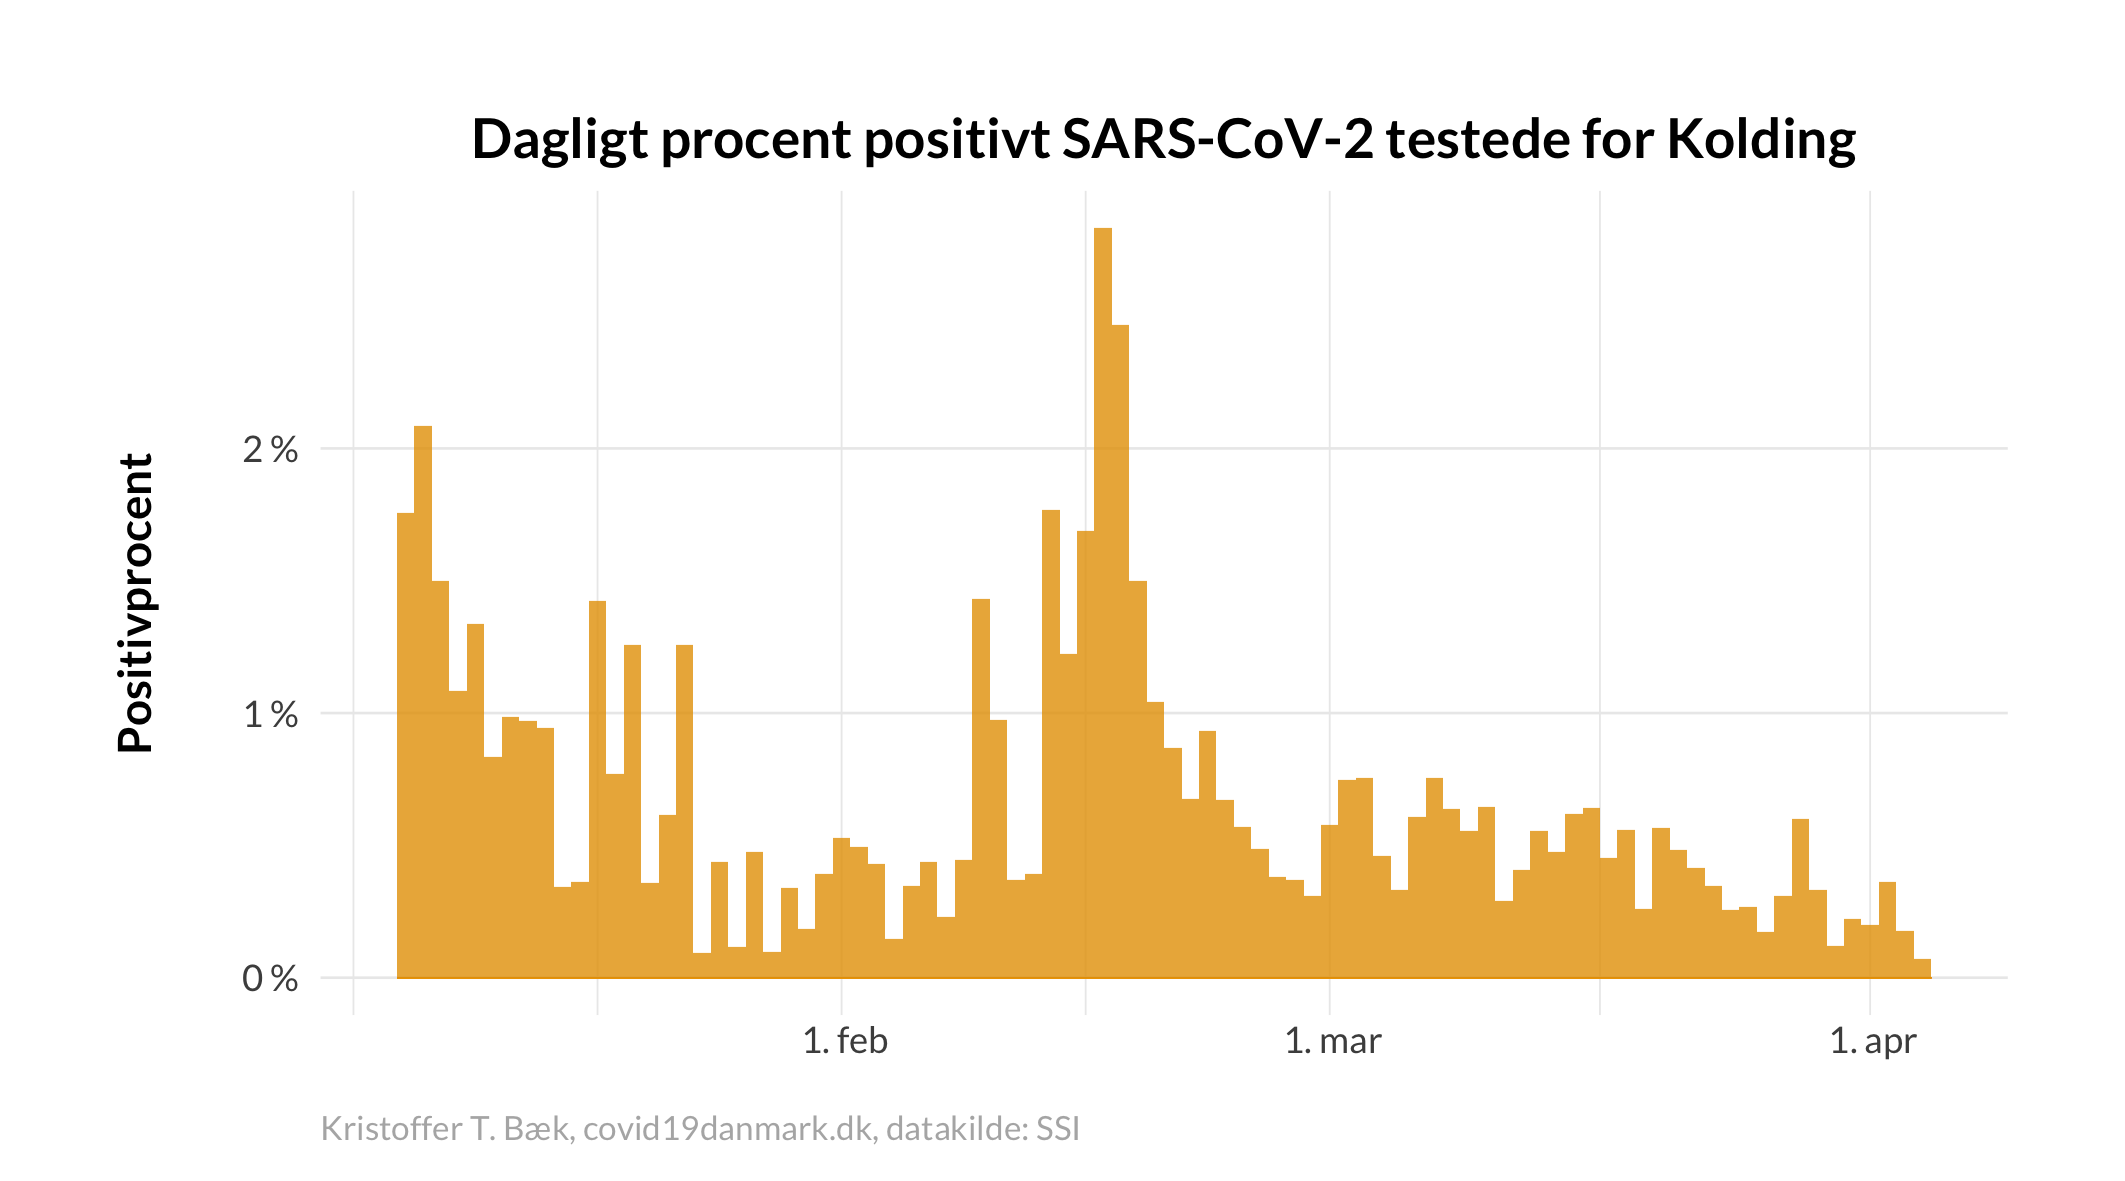 Dagligt procent positivt SARS-CoV-2 testede for Kolding
Positivprocent
2 %
1 %
0 %
1. feb
1. mar
1. apr
Kristoffer T. Bæk, covid19danmark.dk, datakilde: SSI